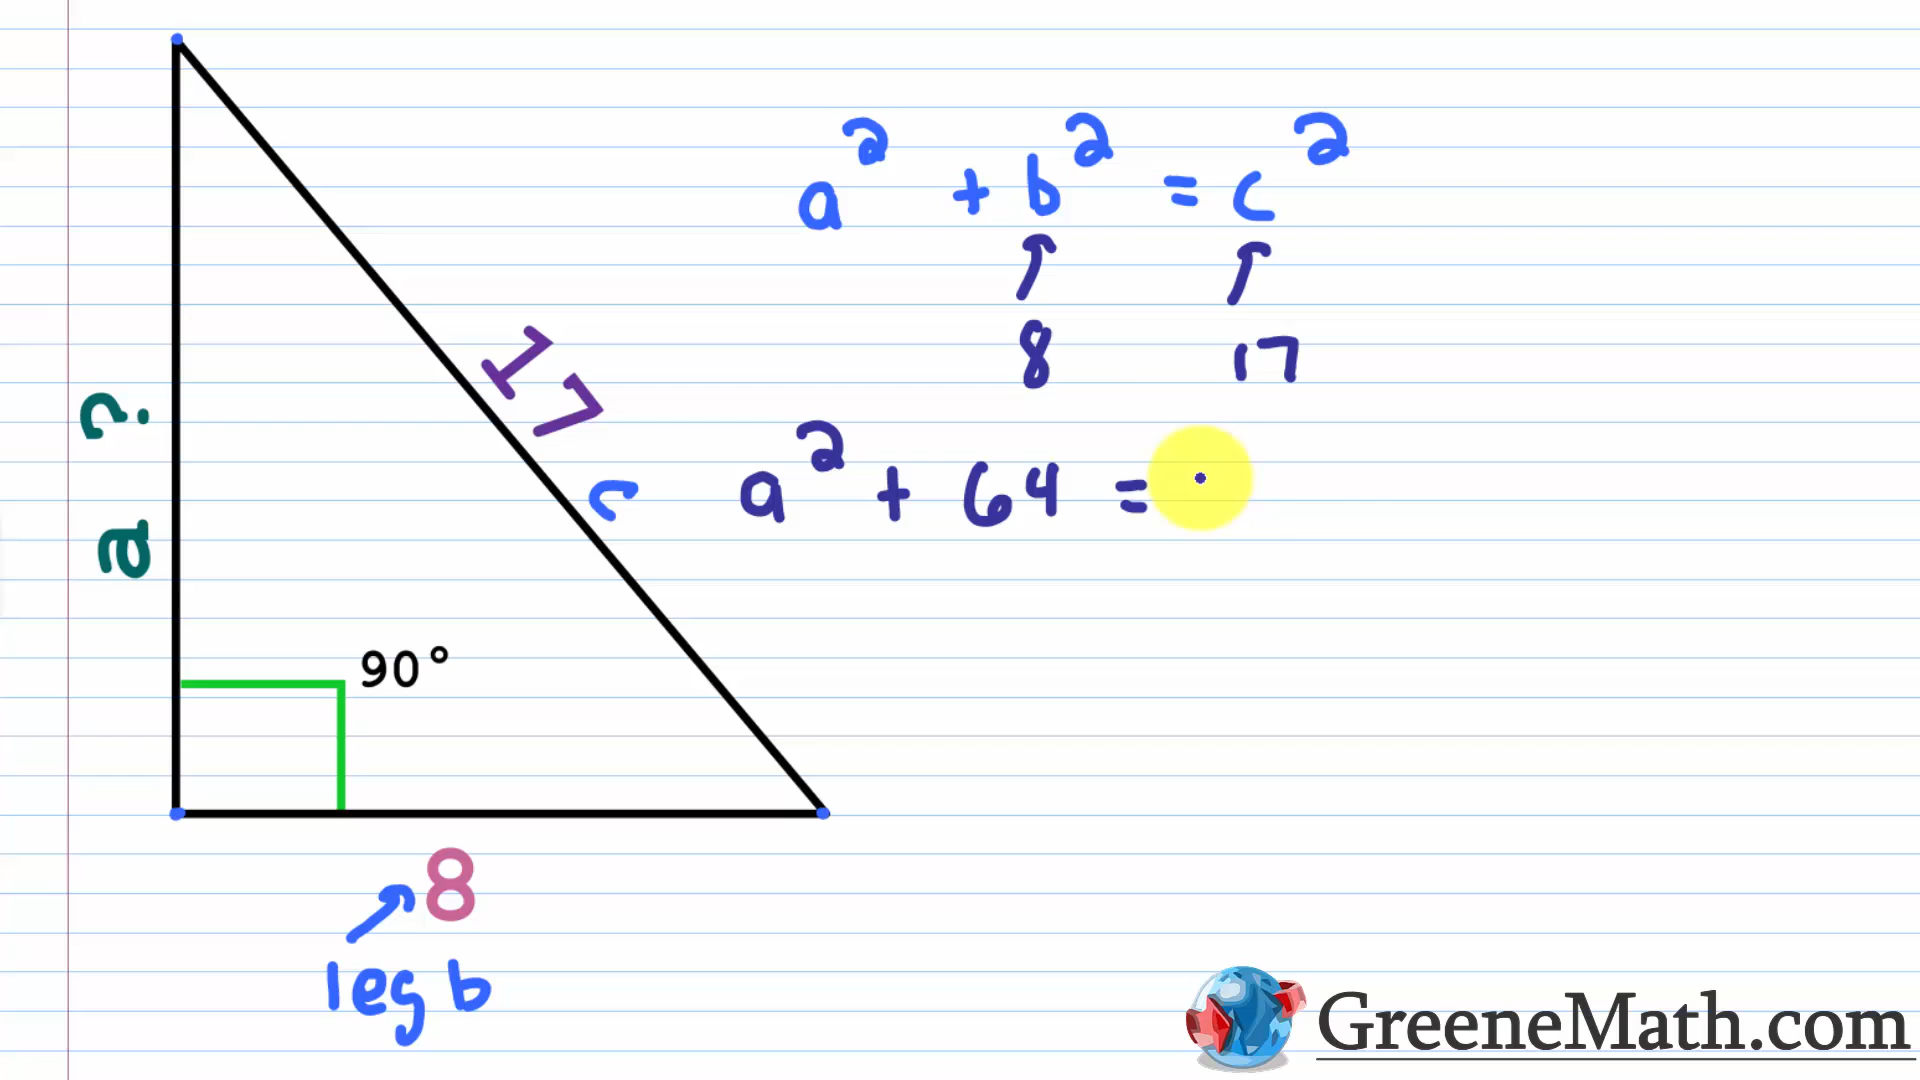 a² + b² = c²
8 17
17
a ?
c
a² + 64 =
90°
8
leg b
GreeneMath.com